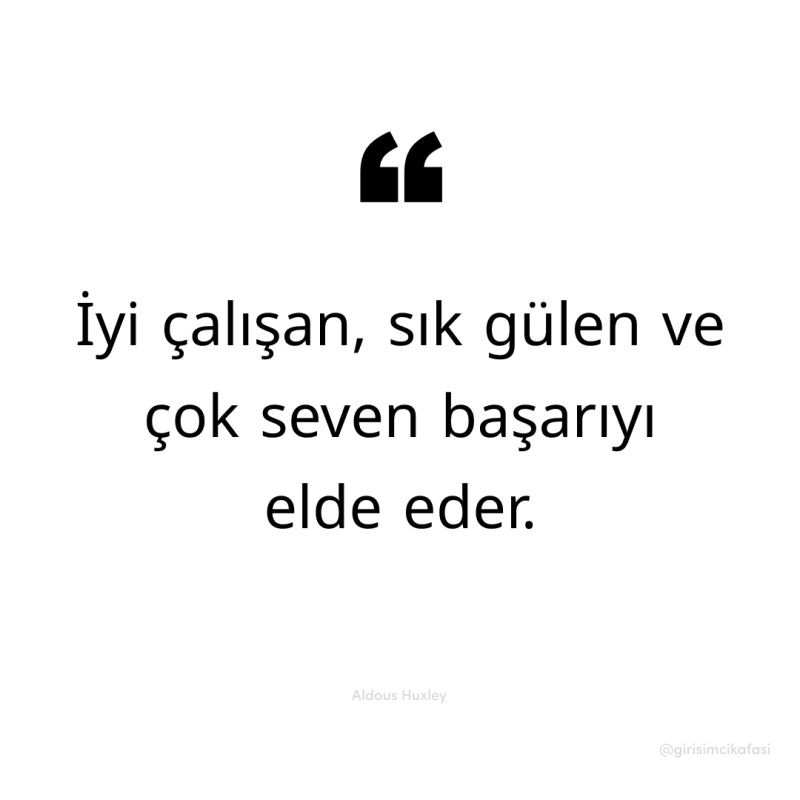 “
İyi çalışan, sık gülen ve
çok seven başarıyı
elde eder.
Aldous Huxley
@girisimcikafasi